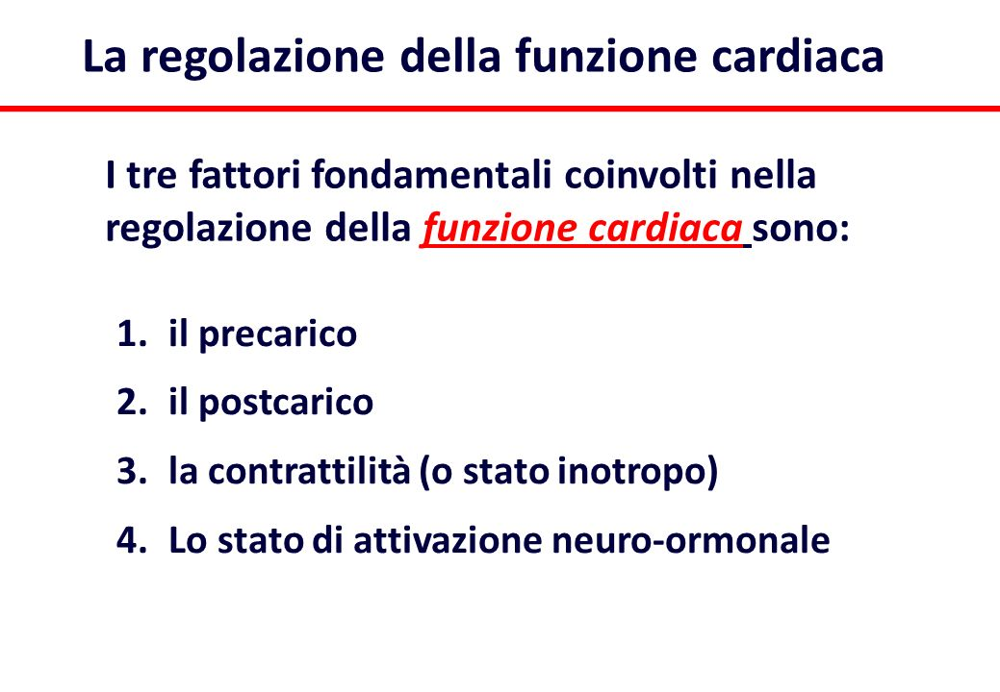 La regolazione della funzione cardiaca
I tre fattori fondamentali coinvolti nella
regolazione della funzione cardiaca sono:
1. il precarico
2. il postcarico
3. la contrattilità (o stato inotropo)
4. Lo stato di attivazione neuro-ormonale